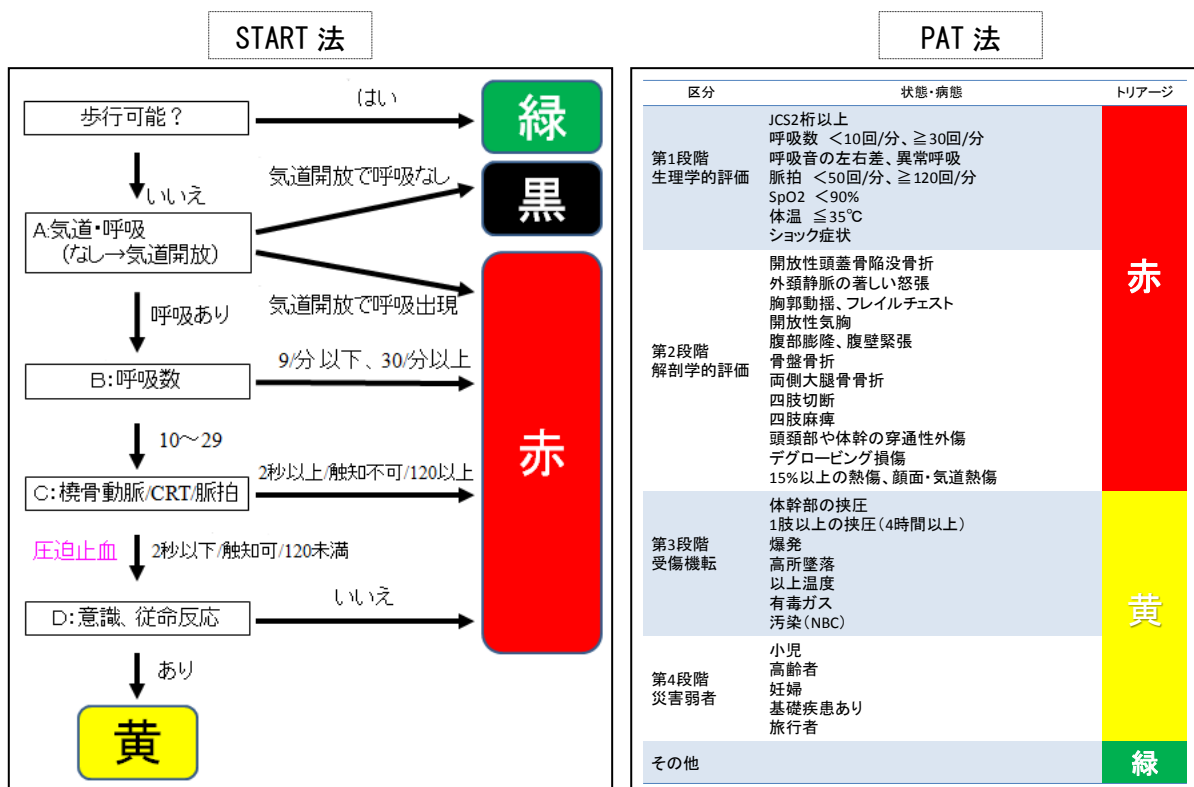 START 法
歩行可能？
はい
緑
いいえ
気道開放で呼吸なし
黒
A:気道・呼吸
(なし→気道開放)
気道開放で呼吸出現
呼吸あり
9/分以下、30/分以上
B:呼吸数
赤
10～29
2秒以上/触知不可/120以上
C:橈骨動脈/CRT/脈拍
圧迫止血
2秒以下/触知可/120未満
いいえ
D:意識、従命反応
あり
黄
PAT 法
区分 状態・病態 トリアージ
第1段階
生理学的評価
JCS2桁以上
呼吸数 ＜10回/分、≧30回/分
呼吸音の左右差、異常呼吸
脈拍 ＜50回/分、≧120回/分
SpO2 ＜90%
体温 ≦35℃
ショック症状
赤
第2段階
解剖学的評価
開放性頭蓋骨陥没骨折
外頚静脈の著しい怒張
胸郭動揺、フレイルチェスト
開放性気胸
腹部膨隆、腹壁緊張
骨盤骨折
両側大腿骨骨折
四肢切断
四肢麻痺
頭頚部や体幹の穿通性外傷
デグロービング損傷
15%以上の熱傷、顔面・気道熱傷
第3段階
受傷機転
体幹部の挟圧
1肢以上の挟圧(4時間以上)
爆発
高所墜落
以上温度
有毒ガス
汚染(NBC)
黄
第4段階
災害弱者
小児
高齢者
妊婦
基礎疾患あり
旅行者
その他
緑